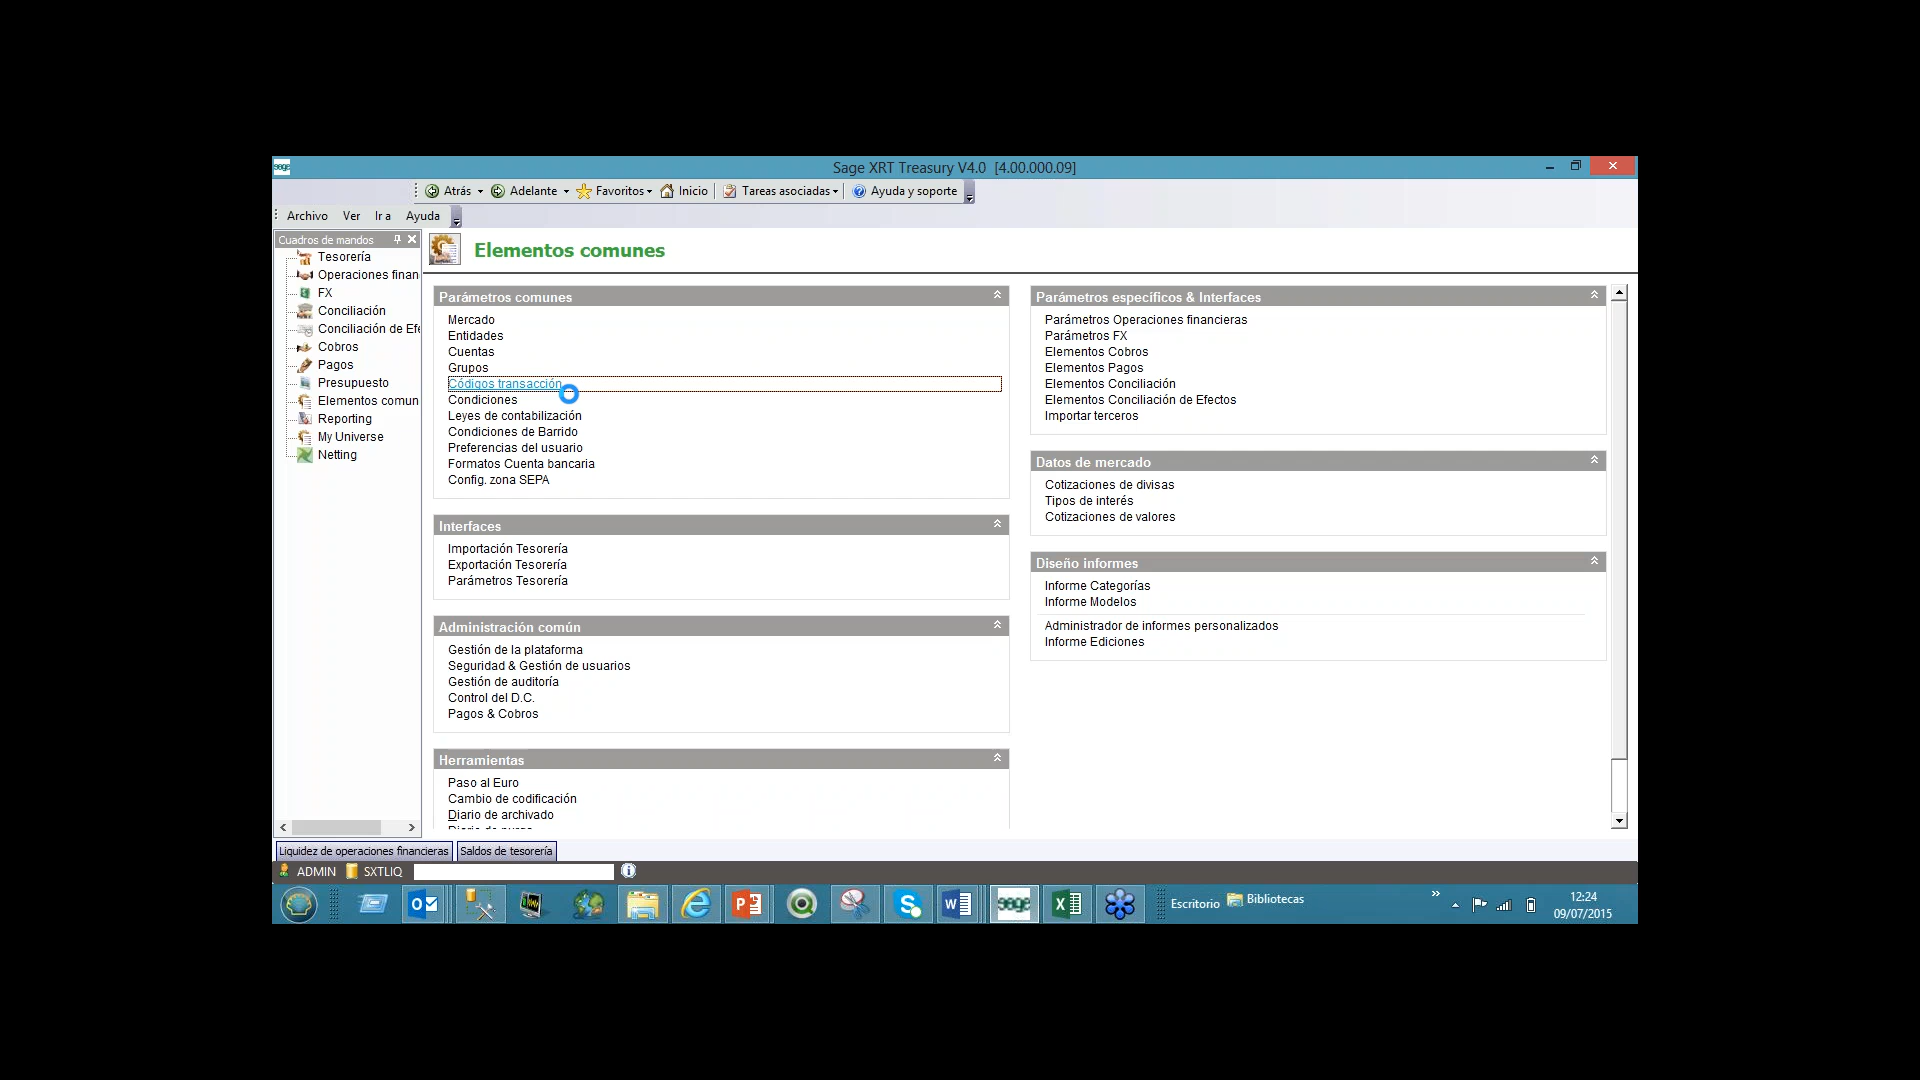 sage
Sage XRT Treasury V4.0 [4.00.000.09]
Atrás Adelante Favoritos Inicio Tareas asociadas Ayuda y soporte
Archivo Ver Ir a Ayuda
Cuadros de mandos
Tesorería
Operaciones finan
FX
Conciliación
Conciliación de Efe
Cobros
Pagos
Presupuesto
Elementos comun
Reporting
My Universe
Netting
Elementos comunes
Parámetros comunes
Mercado
Entidades
Cuentas
Grupos
Códigos transacción
Condiciones
Leyes de contabilización
Condiciones de Barrido
Preferencias del usuario
Formatos Cuenta bancaria
Config. zona SEPA
Interfaces
Importación Tesorería
Exportación Tesorería
Parámetros Tesorería
Administración común
Gestión de la plataforma
Seguridad & Gestión de usuarios
Gestión de auditoría
Control del D.C.
Pagos & Cobros
Herramientas
Paso al Euro
Cambio de codificación
Diario de archivado
Parámetros específicos & Interfaces
Parámetros Operaciones financieras
Parámetros FX
Elementos Cobros
Elementos Pagos
Elementos Conciliación
Elementos Conciliación de Efectos
Importar terceros
Datos de mercado
Cotizaciones de divisas
Tipos de interés
Cotizaciones de valores
Diseño informes
Informe Categorías
Informe Modelos
Administrador de informes personalizados
Informe Ediciones
Liquidez de operaciones financieras Saldos de tesorería
ADMIN SXTLIQ
sage
Escritorio Bibliotecas
12:24
09/07/2015